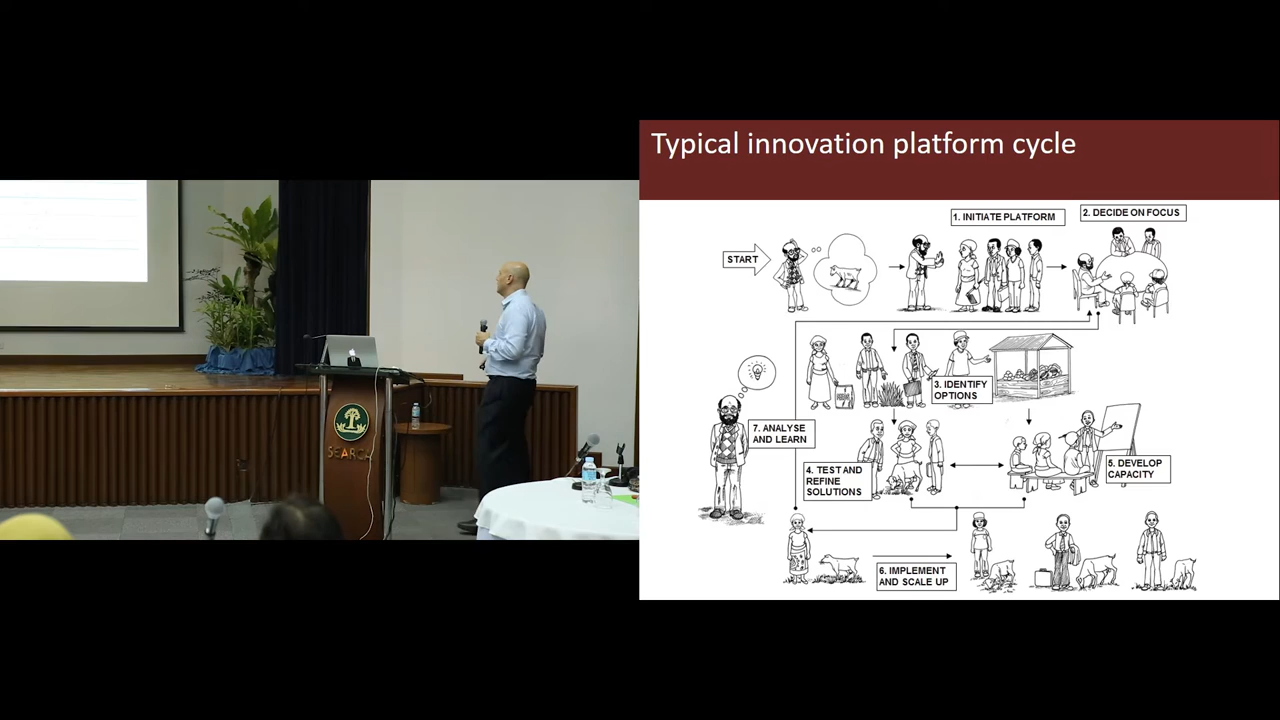 Typical innovation platform cycle
START
1. INITIATE PLATFORM
2. DECIDE ON FOCUS
3. IDENTIFY
OPTIONS
4. TEST AND
REFINE
SOLUTIONS
5. DEVELOP
CAPACITY
6. IMPLEMENT
AND SCALE UP
7. ANALYSE
AND LEARN